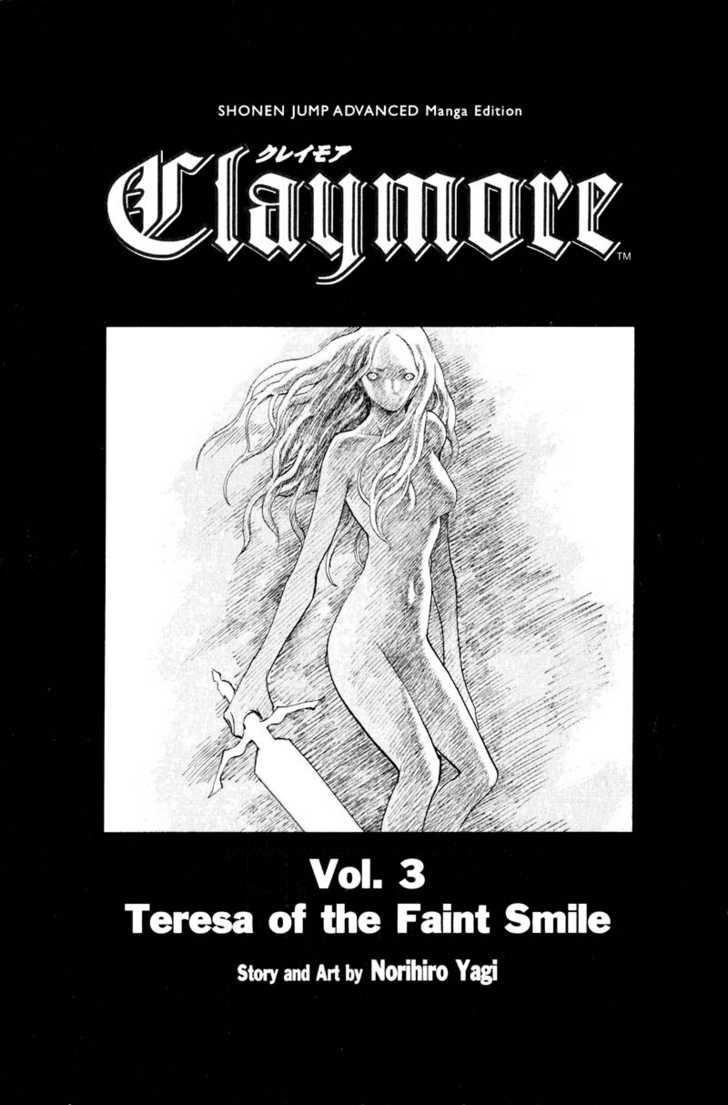 SHONEN JUMP ADVANCED Manga Edition
クレイモア
Claymore
TM
Vol. 3
Teresa of the Faint Smile
Story and Art by Norihiro Yagi